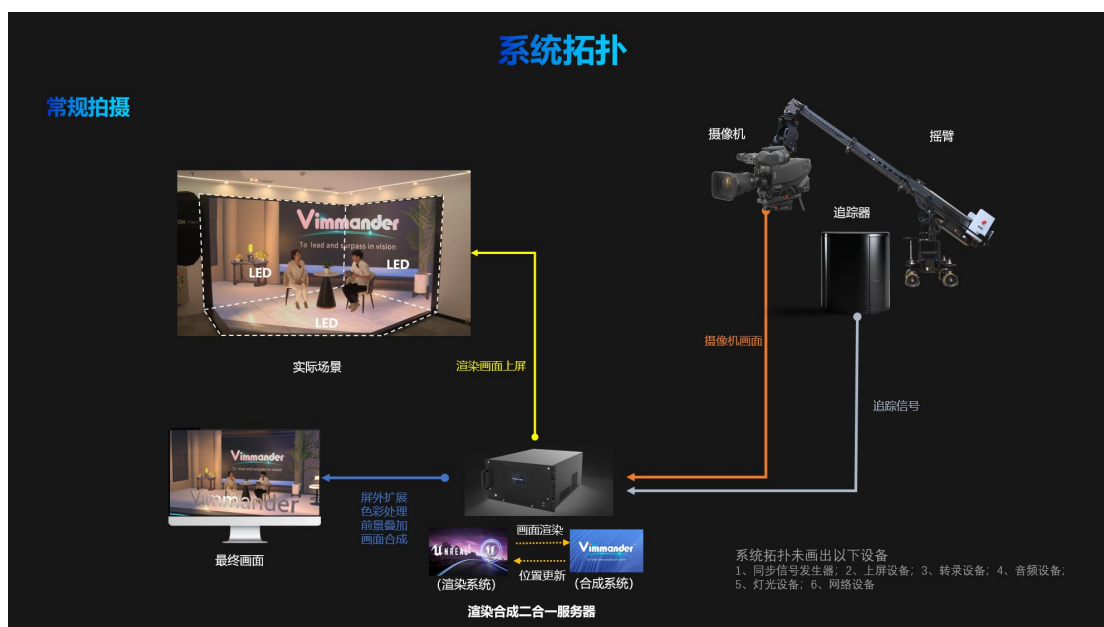 系统拓扑
常规拍摄
摄像机
摇臂
追踪器
Vimmander
To lead and surpass in vision
LED
LED
LED
实际场景
渲染画面上屏
摄像机画面
追踪信号
Vimmander
To lead and surpass in vision
Vimmander
最终画面
屏外扩展
色彩处理
前景叠加
画面合成
UNREAL
画面渲染
Vimmander
位置更新
(渲染系统)
(合成系统)
渲染合成二合一服务器
系统拓扑未画出以下设备
1、同步信号发生器；2、上屏设备；3、转录设备；4、音频设备；
5、灯光设备；6、网络设备